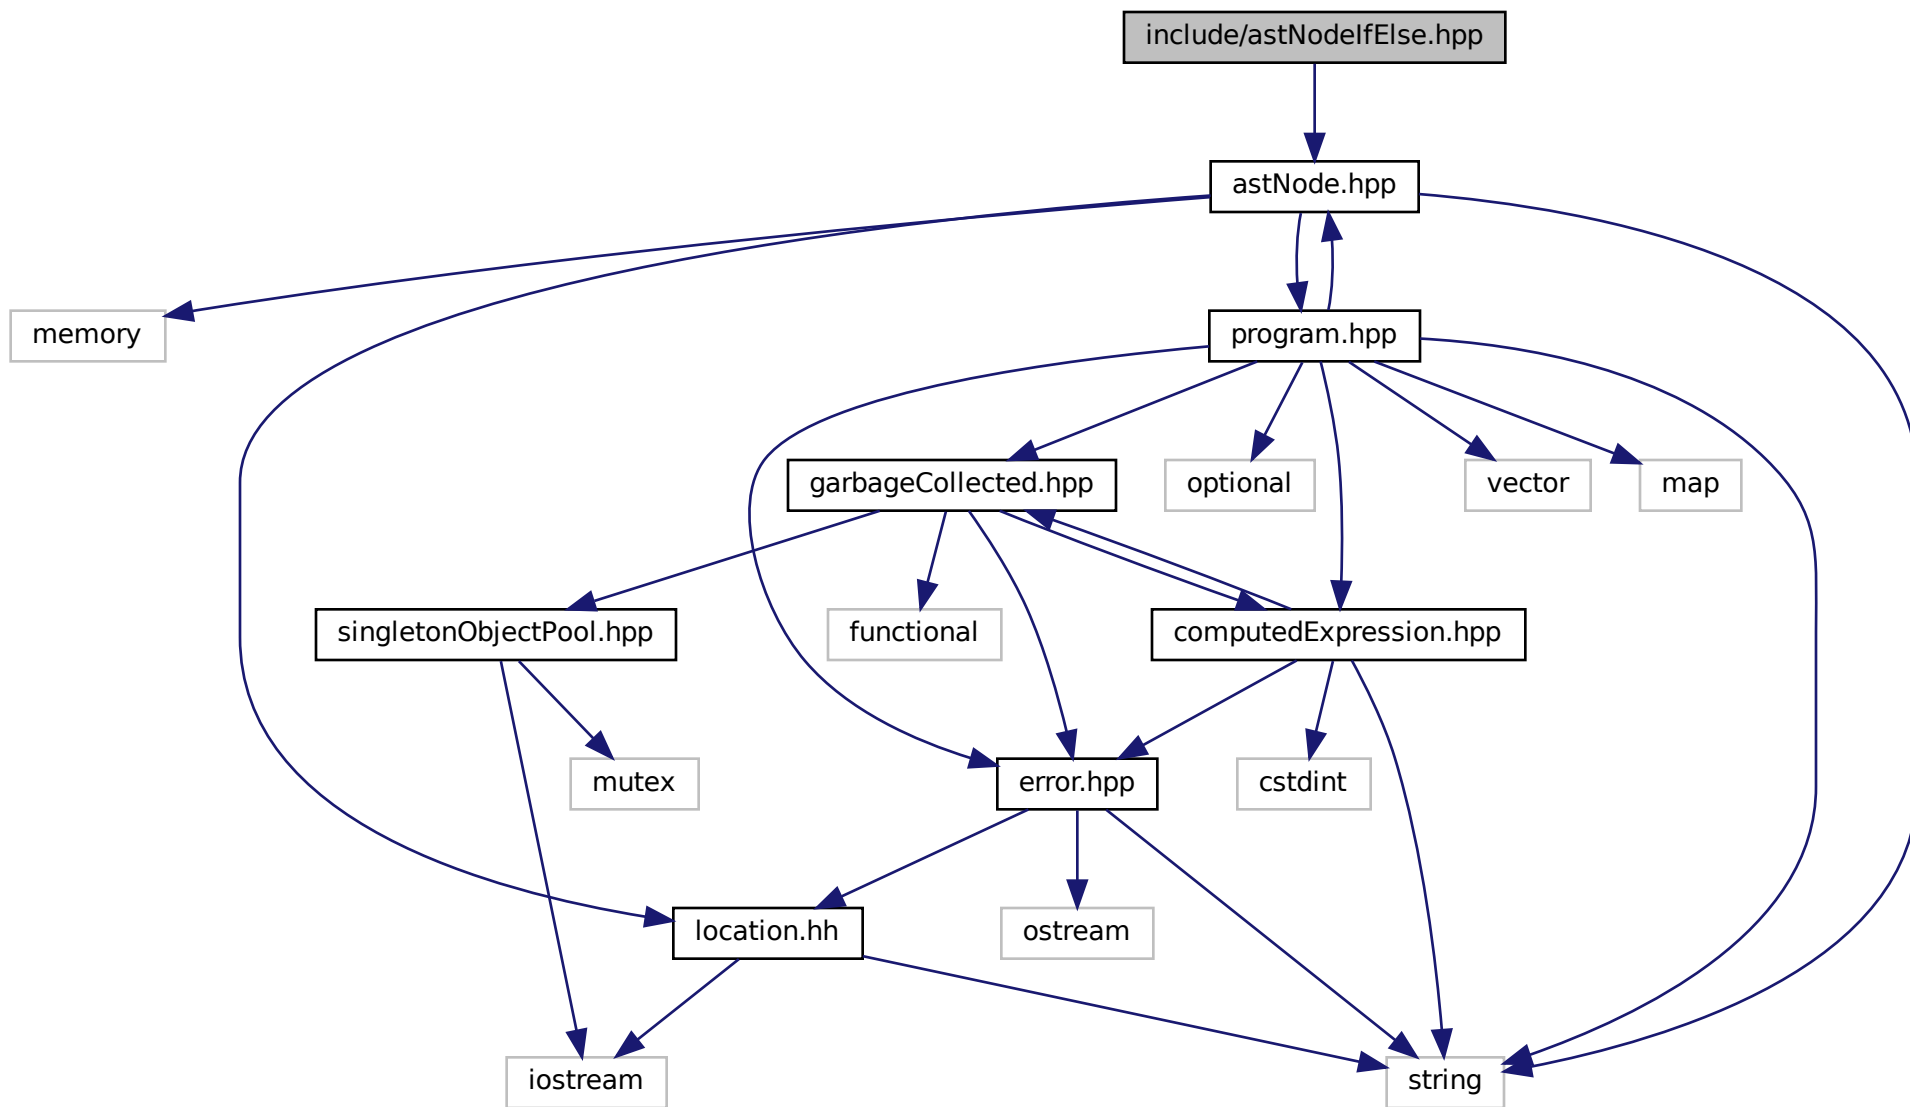 include/astNodeIfElse.hpp
astNode.hpp
memory
program.hpp
garbageCollected.hpp
optional
vector
map
singletonObjectPool.hpp
functional
computedExpression.hpp
mutex
error.hpp
cstdint
location.hh
ostream
iostream
string